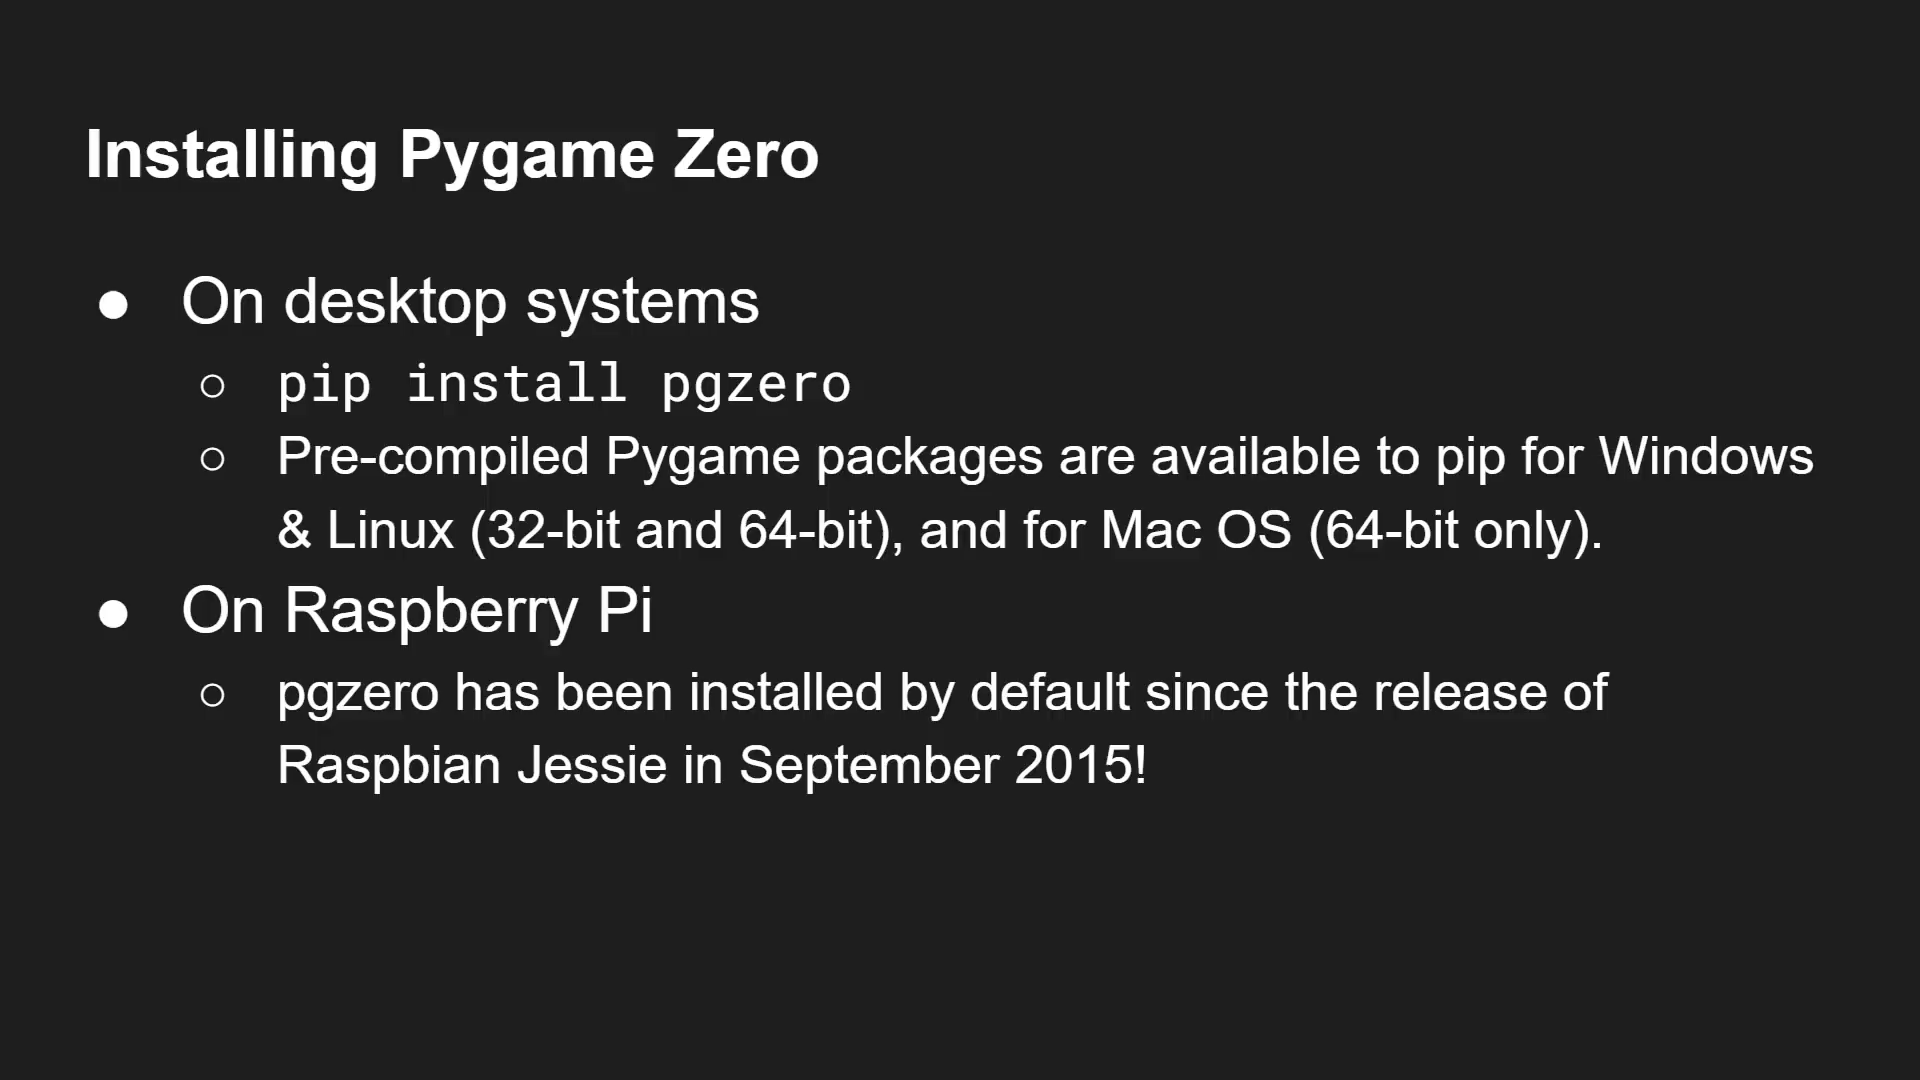 Installing Pygame Zero
● On desktop systems
○ pip install pgzero
○ Pre-compiled Pygame packages are available to pip for Windows
& Linux (32-bit and 64-bit), and for Mac OS (64-bit only).
● On Raspberry Pi
○ pgzero has been installed by default since the release of
Raspbian Jessie in September 2015!